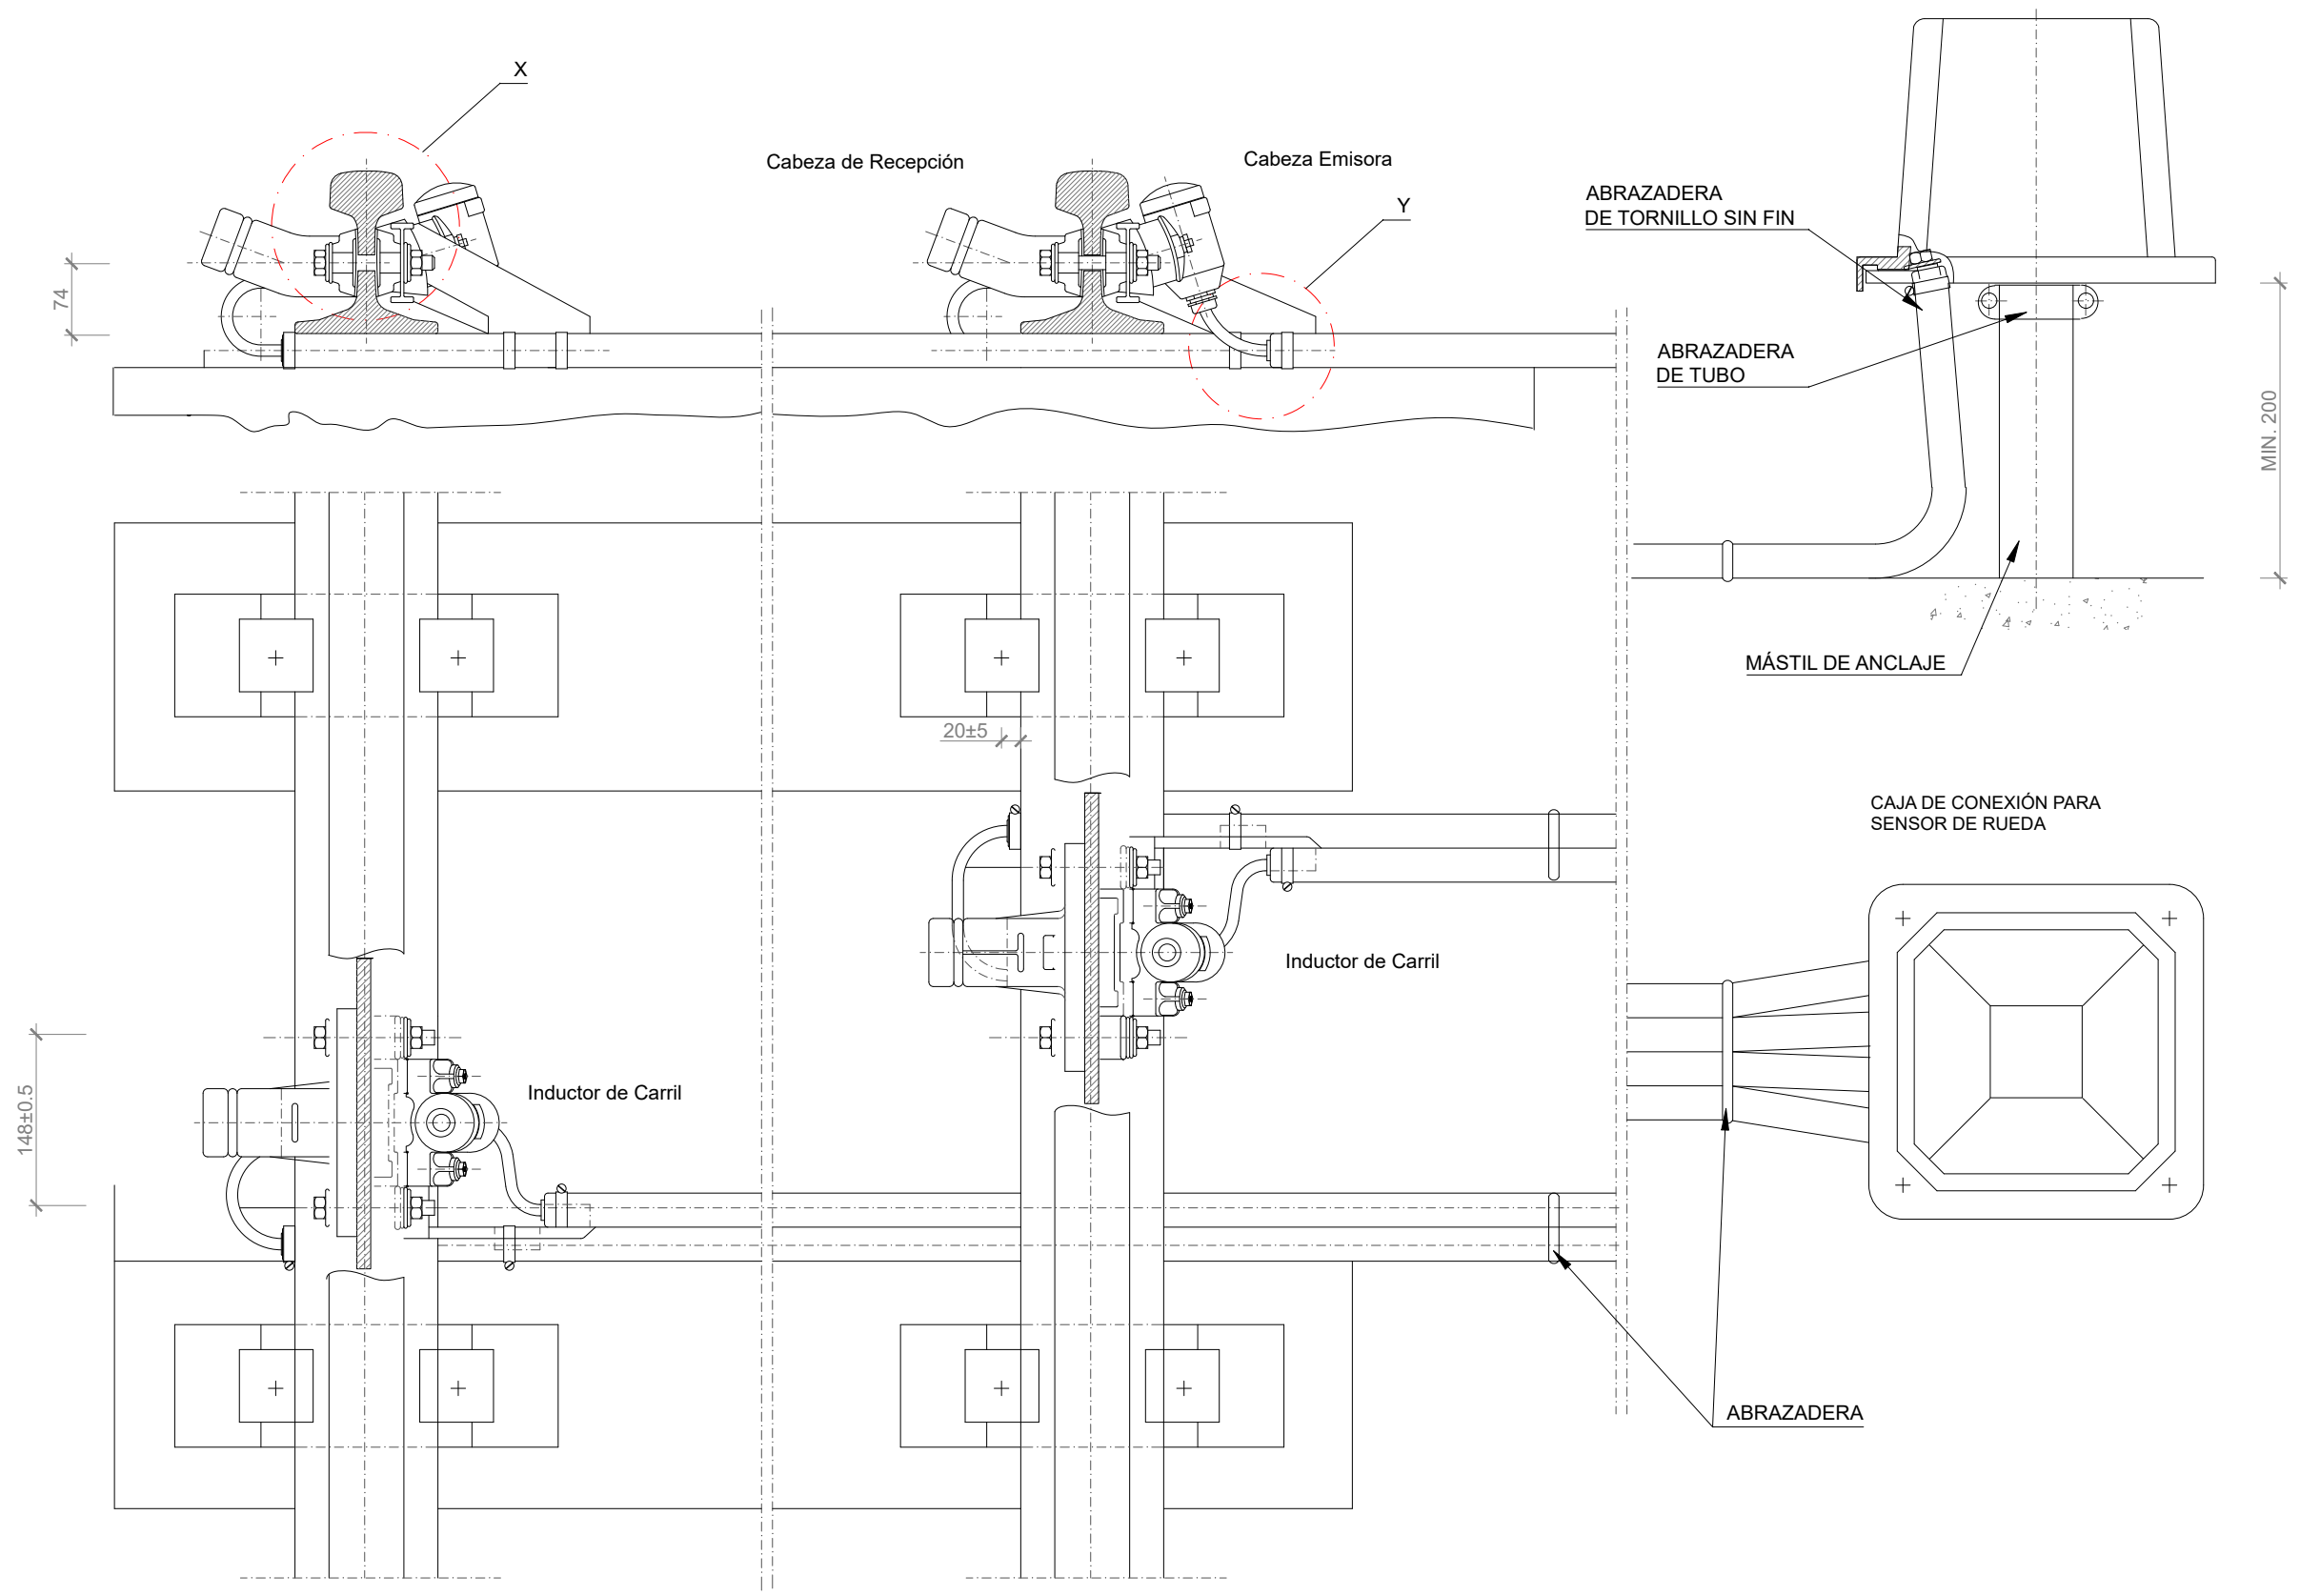 X
Cabeza de Recepción
Cabeza Emisora
Y
ABRAZADERA
DE TORNILLO SIN FIN
74
ABRAZADERA
DE TUBO
MIN. 200
MÁSTIL DE ANCLAJE
20±5
CAJA DE CONEXIÓN PARA
SENSOR DE RUEDA
Inductor de Carril
Inductor de Carril
148±0.5
ABRAZADERA